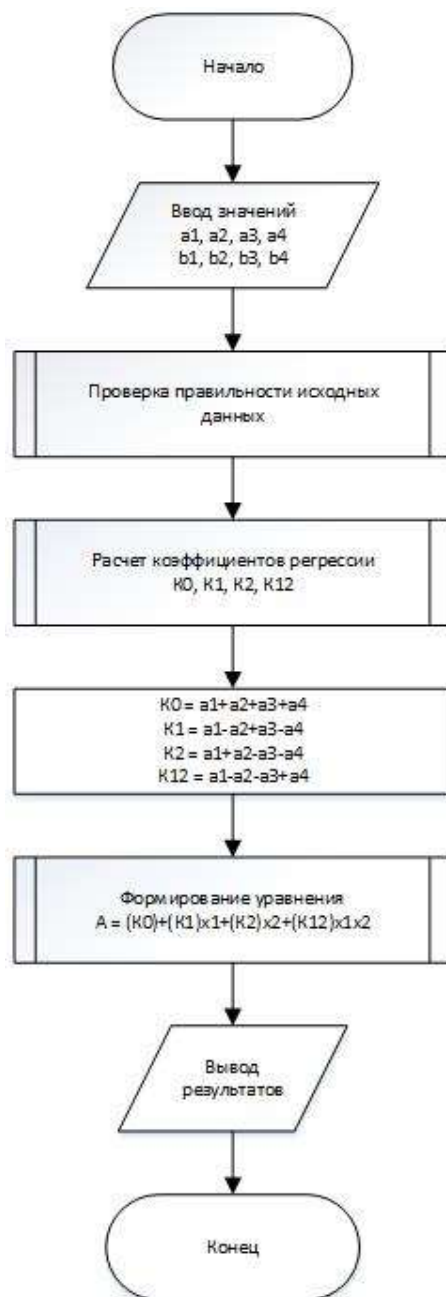 Начало
Ввод значений
a1, a2, a3, a4
b1, b2, b3, b4
Проверка правильности исходных
данных
Расчет коэффициентов регрессии
K0, K1, K2, K12
K0 = a1+a2+a3+a4
K1 = a1-a2+a3-a4
K2 = a1+a2-a3-a4
K12 = a1-a2-a3+a4
Формирование уравнения
A = (K0)+(K1)x1+(K2)x2+(K12)x1x2
Вывод
результатов
Конец